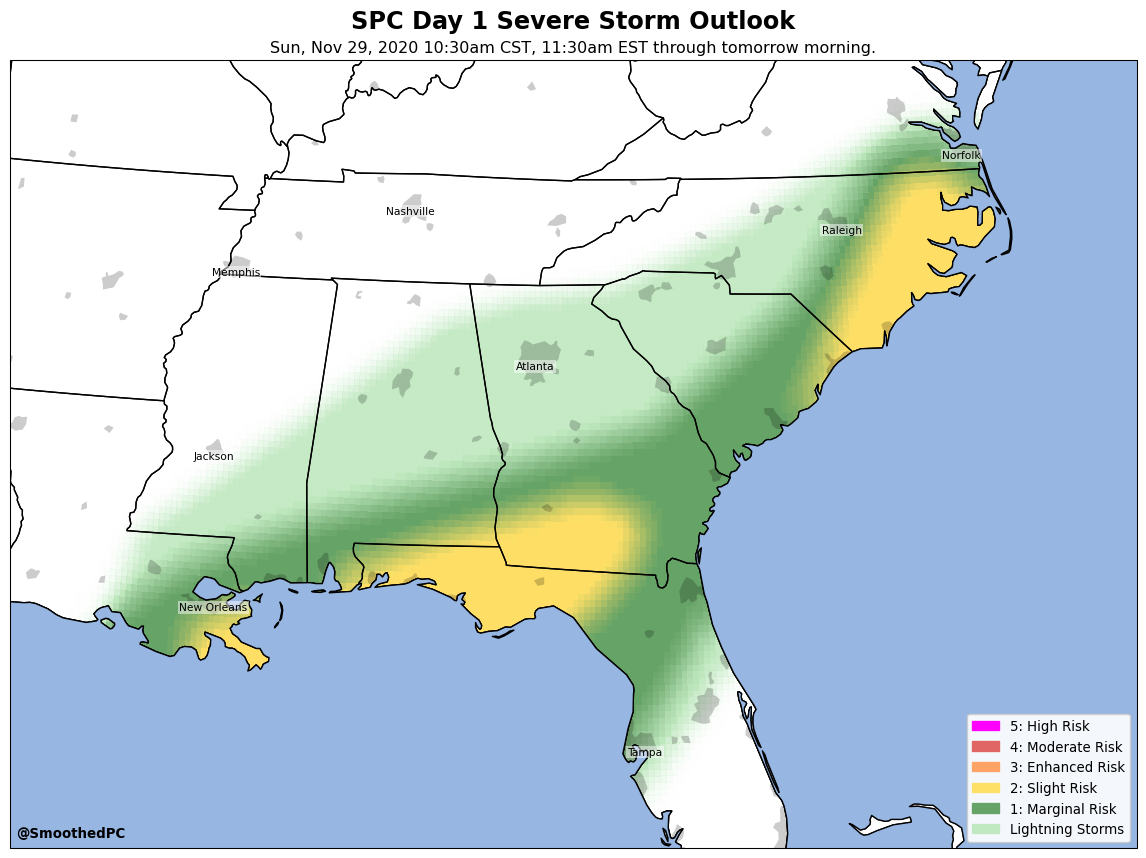 SPC Day 1 Severe Storm Outlook
Sun, Nov 29, 2020 10:30am CST, 11:30am EST through tomorrow morning.
Norfolk
Nashville
Raleigh
Memphis
Atlanta
Jackson
New Orleans
Tampa
5: High Risk
4: Moderate Risk
3: Enhanced Risk
2: Slight Risk
1: Marginal Risk
Lightning Storms
@SmoothedPC